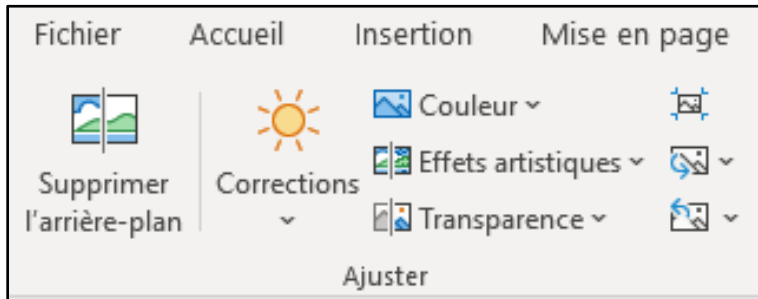 Fichier Accueil Insertion Mise en page
Supprimer
l'arrière-plan
Corrections
Couleur
Effets artistiques
Transparence
Ajuster